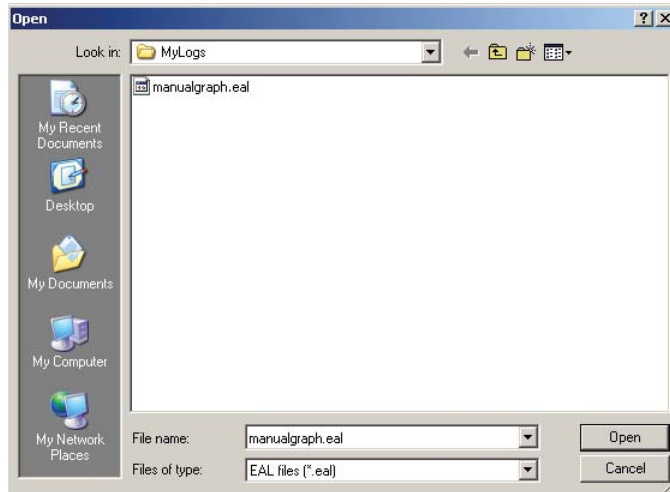 Open
Look in: MyLogs
manualgraph.eal
My Recent
Documents
Desktop
My Documents
My Computer
My Network
Places
File name: manualgraph.eal Open
Files of type: EAL files (*.eal) Cancel